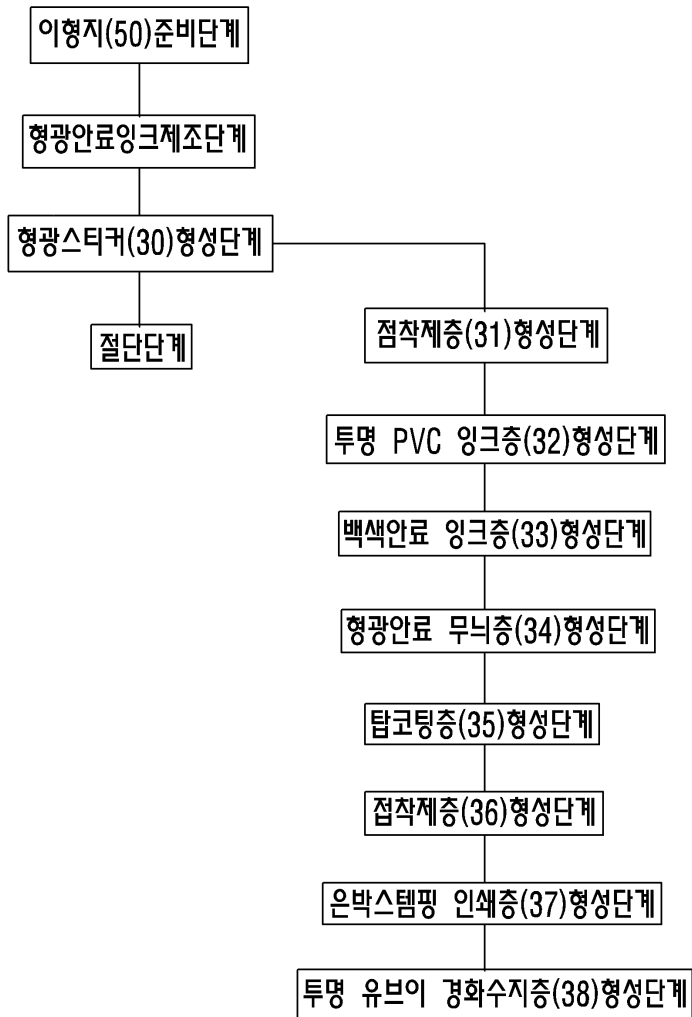 이형지(50)준비단계
형광안료잉크제조단계
형광스티커(30)형성단계
절단단계
점착제층(31)형성단계
투명 PVC 잉크층(32)형성단계
백색안료 잉크층(33)형성단계
형광안료 무늬층(34)형성단계
탑코팅층(35)형성단계
접착제층(36)형성단계
은박스템핑 인쇄층(37)형성단계
투명 유브이 경화수지층(38)형성단계